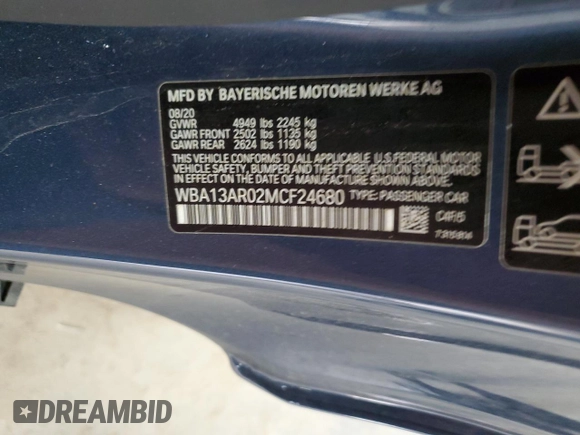 MFD BY BAYERISCHE MOTOREN WERKE AG
08/20
GVWR 4949 lbs 2245 kg
GAWR FRONT 2502 lbs 1135 kg
GAWR REAR 2624 lbs 1190 kg
THIS VEHICLE CONFORMS TO ALL APPLICABLE U.S. FEDERAL MOTOR
VEHICLE SAFETY, BUMPER, AND THEFT PREVENTION STANDARDS
IN EFFECT ON THE DATE OF MANUFACTURE SHOWN ABOVE.
WBA13AR02MCF24680 TYPE: PASSENGER CAR
DREAMBID